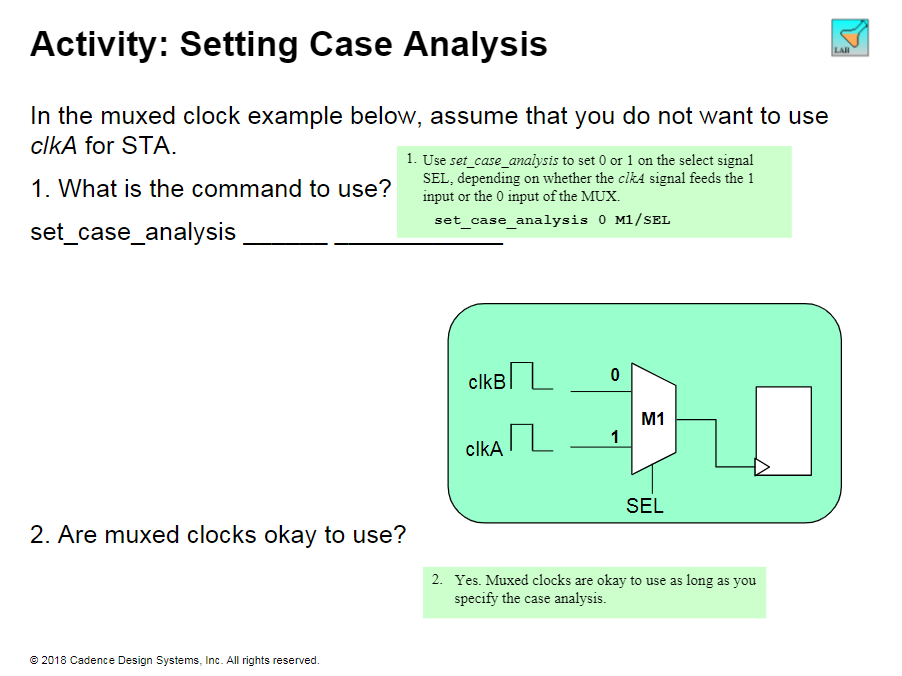 Activity: Setting Case Analysis
LAB
In the muxed clock example below, assume that you do not want to use
clkA for STA.
1. What is the command to use?
set_case_analysis ______ ____________
1. Use set_case_analysis to set 0 or 1 on the select signal
SEL, depending on whether the clkA signal feeds the 1
input or the 0 input of the MUX.
set_case_analysis 0 M1/SEL
clkB
0
M1
clkA
1
SEL
2. Are muxed clocks okay to use?
2. Yes. Muxed clocks are okay to use as long as you
specify the case analysis.
© 2018 Cadence Design Systems, Inc. All rights reserved.